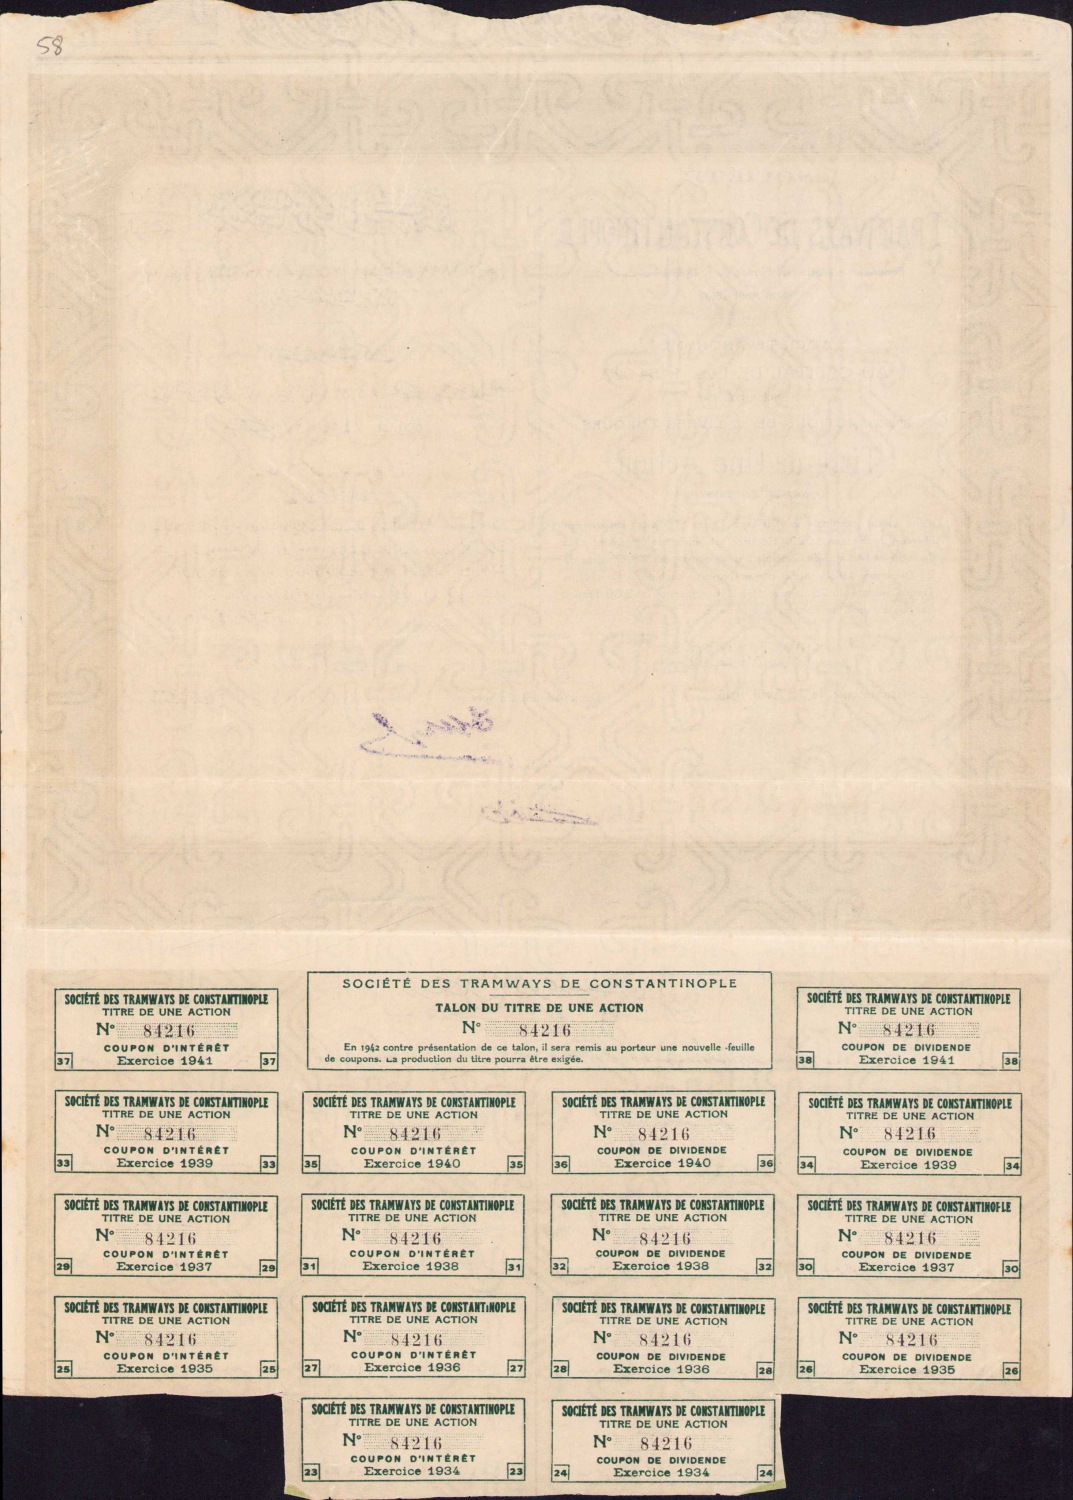 58
SOCIÉTÉ DES TRAMWAYS DE CONSTANTINOPLE
TITRE DE UNE ACTION
N° 84216
COUPON D'INTÉRÊT
37 Exercice 1941 37
SOCIÉTÉ DES TRAMWAYS DE CONSTANTINOPLE
TALON DU TITRE DE UNE ACTION
N° 84216
En 1942 contre présentation de ce talon, il sera remis au porteur une nouvelle feuille
de coupons. La production du titre pourra être exigée.
SOCIÉTÉ DES TRAMWAYS DE CONSTANTINOPLE
TITRE DE UNE ACTION
N° 84216
COUPON DE DIVIDENDE
38 Exercice 1941 38
SOCIÉTÉ DES TRAMWAYS DE CONSTANTINOPLE
TITRE DE UNE ACTION
N° 84216
COUPON D'INTÉRÊT
33 Exercice 1939 33
SOCIÉTÉ DES TRAMWAYS DE CONSTANTINOPLE
TITRE DE UNE ACTION
N° 84216
COUPON D'INTÉRÊT
35 Exercice 1940 35
SOCIÉTÉ DES TRAMWAYS DE CONSTANTINOPLE
TITRE DE UNE ACTION
N° 84216
COUPON DE DIVIDENDE
36 Exercice 1940 36
SOCIÉTÉ DES TRAMWAYS DE CONSTANTINOPLE
TITRE DE UNE ACTION
N° 84216
COUPON DE DIVIDENDE
34 Exercice 1939 34
SOCIÉTÉ DES TRAMWAYS DE CONSTANTINOPLE
TITRE DE UNE ACTION
N° 84216
COUPON D'INTÉRÊT
29 Exercice 1937 29
SOCIÉTÉ DES TRAMWAYS DE CONSTANTINOPLE
TITRE DE UNE ACTION
N° 84216
COUPON D'INTÉRÊT
31 Exercice 1938 31
SOCIÉTÉ DES TRAMWAYS DE CONSTANTINOPLE
TITRE DE UNE ACTION
N° 84216
COUPON DE DIVIDENDE
32 Exercice 1938 32
SOCIÉTÉ DES TRAMWAYS DE CONSTANTINOPLE
TITRE DE UNE ACTION
N° 84216
COUPON DE DIVIDENDE
30 Exercice 1937 30
SOCIÉTÉ DES TRAMWAYS DE CONSTANTINOPLE
TITRE DE UNE ACTION
N° 84216
COUPON D'INTÉRÊT
25 Exercice 1935 25
SOCIÉTÉ DES TRAMWAYS DE CONSTANTINOPLE
TITRE DE UNE ACTION
N° 84216
COUPON D'INTÉRÊT
27 Exercice 1936 27
SOCIÉTÉ DES TRAMWAYS DE CONSTANTINOPLE
TITRE DE UNE ACTION
N° 84216
COUPON DE DIVIDENDE
28 Exercice 1936 28
SOCIÉTÉ DES TRAMWAYS DE CONSTANTINOPLE
TITRE DE UNE ACTION
N° 84216
COUPON DE DIVIDENDE
26 Exercice 1935 26
SOCIÉTÉ DES TRAMWAYS DE CONSTANTINOPLE
TITRE DE UNE ACTION
N° 84216
COUPON D'INTÉRÊT
23 Exercice 1934 23
SOCIÉTÉ DES TRAMWAYS DE CONSTANTINOPLE
TITRE DE UNE ACTION
N° 84216
COUPON DE DIVIDENDE
24 Exercice 1934 24